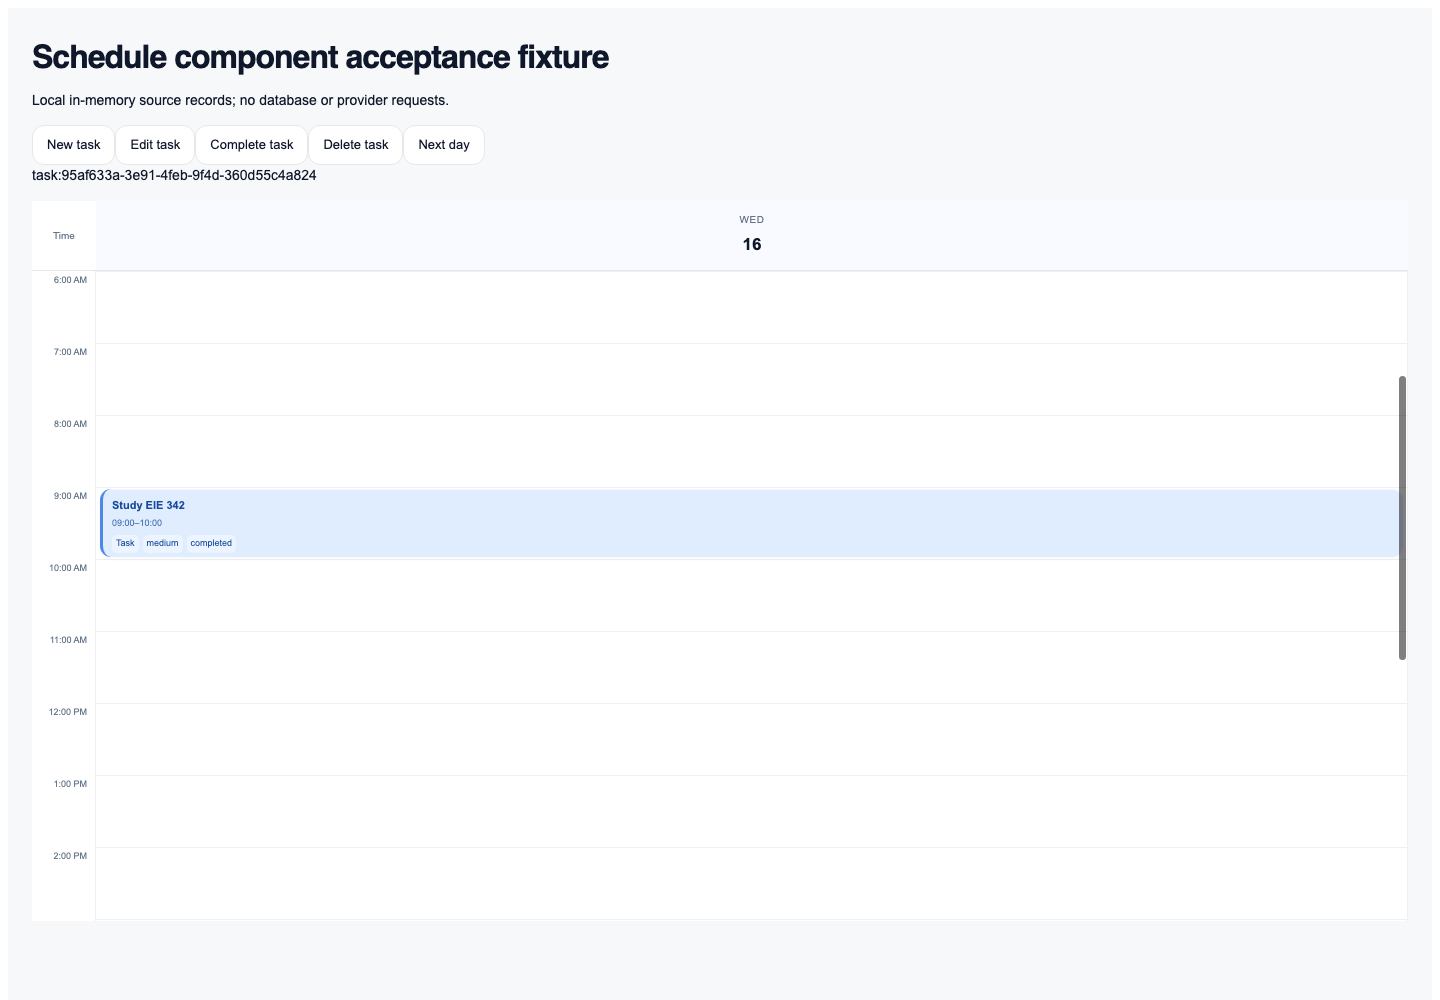 Schedule component acceptance fixture
Local in-memory source records; no database or provider requests.
New task Edit task Complete task Delete task Next day
task:95af633a-3e91-4feb-9f4d-360d55c4a824
Time
WED
16
6:00 AM
7:00 AM
8:00 AM
9:00 AM
Study EIE 342
09:00–10:00
Task medium completed
10:00 AM
11:00 AM
12:00 PM
1:00 PM
2:00 PM